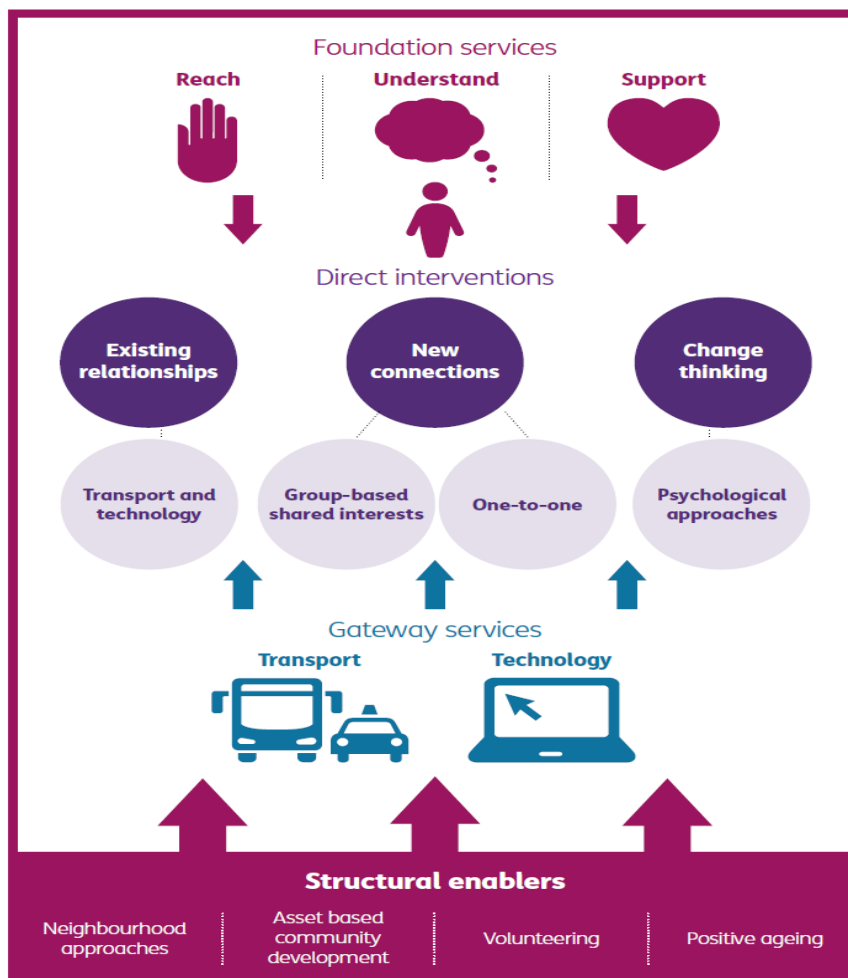 Foundation services
Reach
Understand
Support
Direct interventions
Existing
relationships
New
connections
Change
thinking
Transport and
technology
Group-based
shared interests
One-to-one
Psychological
approaches
Gateway services
Transport
Technology
Structural enablers
Neighbourhood
approaches
Asset based
community
development
Volunteering
Positive ageing